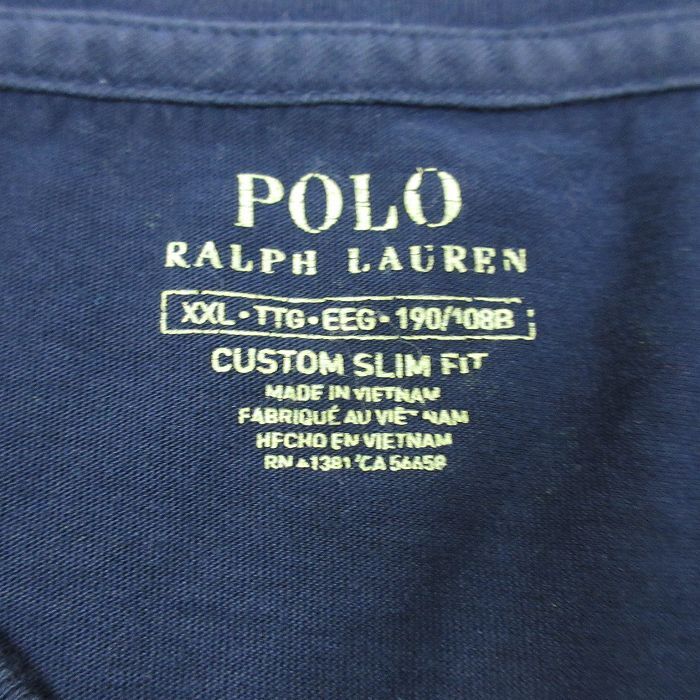 POLO
RALPH LAUREN
XXL • TTG • EEG • 190/108B
CUSTOM SLIM FIT
MADE IN VIETNAM
FABRIQUÉ AU VIETNAM
HECHO EN VIETNAM
RN 41381 CA 56658